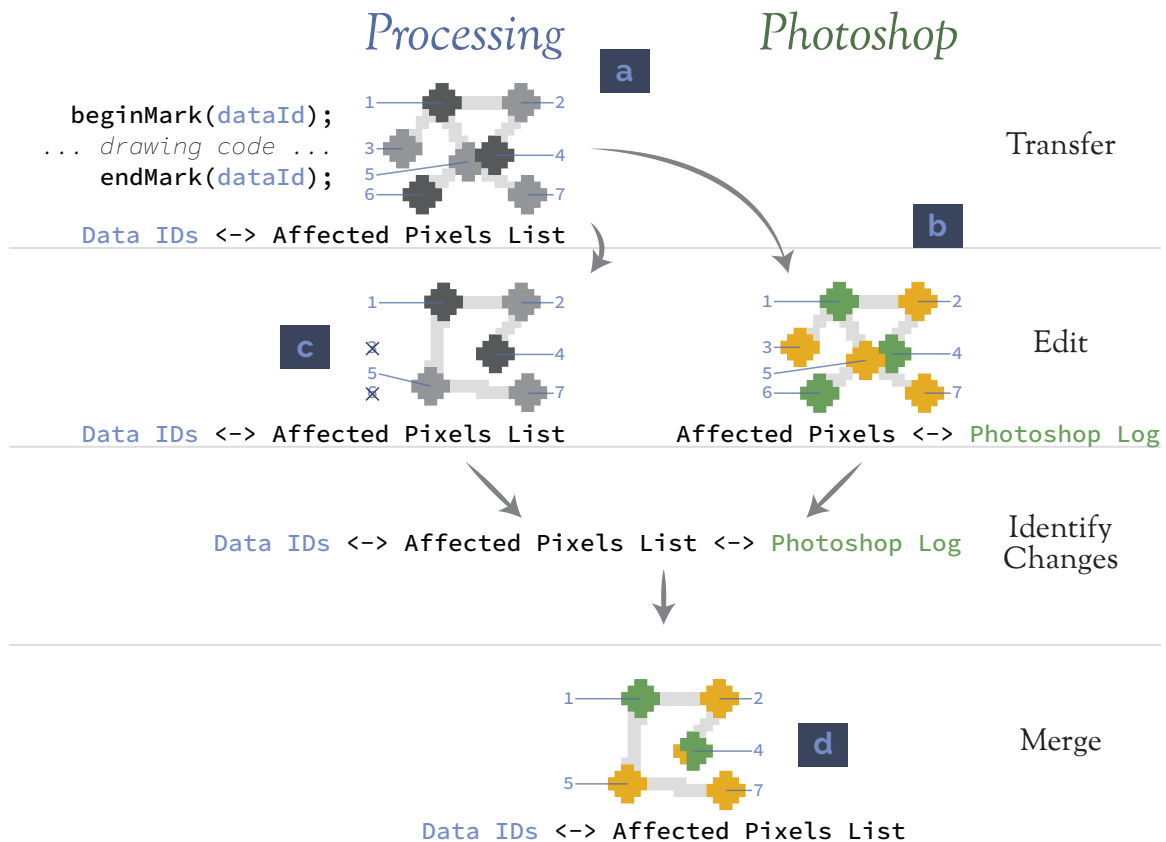 Processing
Photoshop
a
beginMark(dataId);
... drawing code ...
endMark(dataId);
1
2
3
4
5
6
7
Transfer
Data IDs <-> Affected Pixels List
b
c
1
2
3
4
5
6
7
1
2
3
4
5
6
7
Edit
Data IDs <-> Affected Pixels List
Affected Pixels <-> Photoshop Log
Data IDs <-> Affected Pixels List <-> Photoshop Log
Identify
Changes
1
2
4
5
7
d
Merge
Data IDs <-> Affected Pixels List